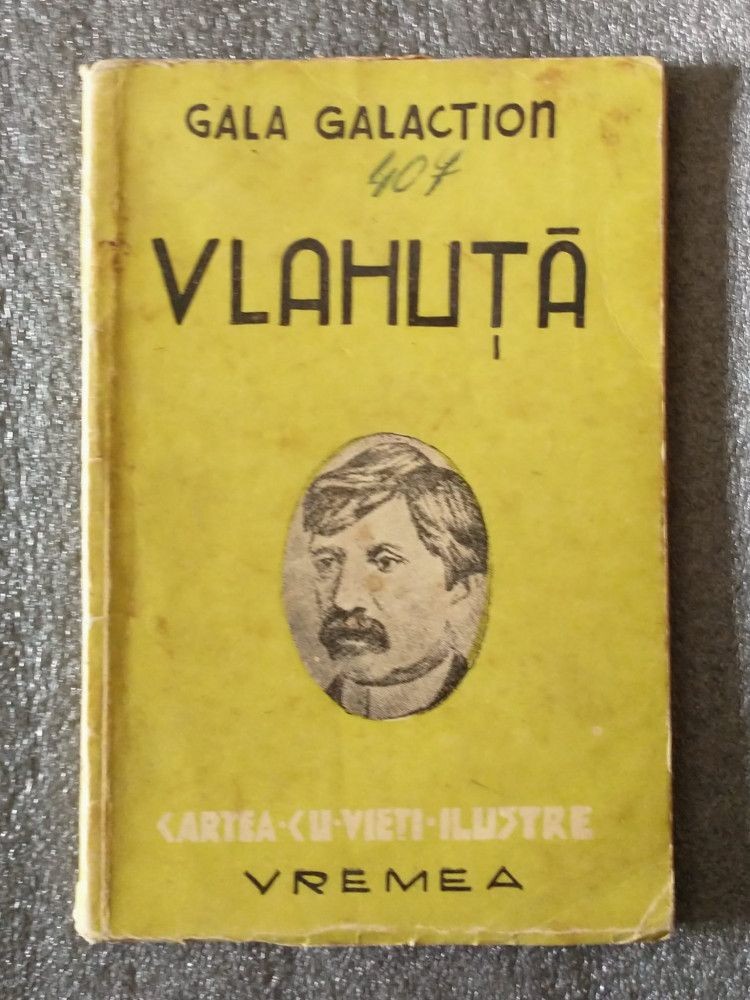 GALA GALACTION
407
VLAHUȚĂ
CARTEA·CU·VIEȚI·ILUSTRE
VREMEA